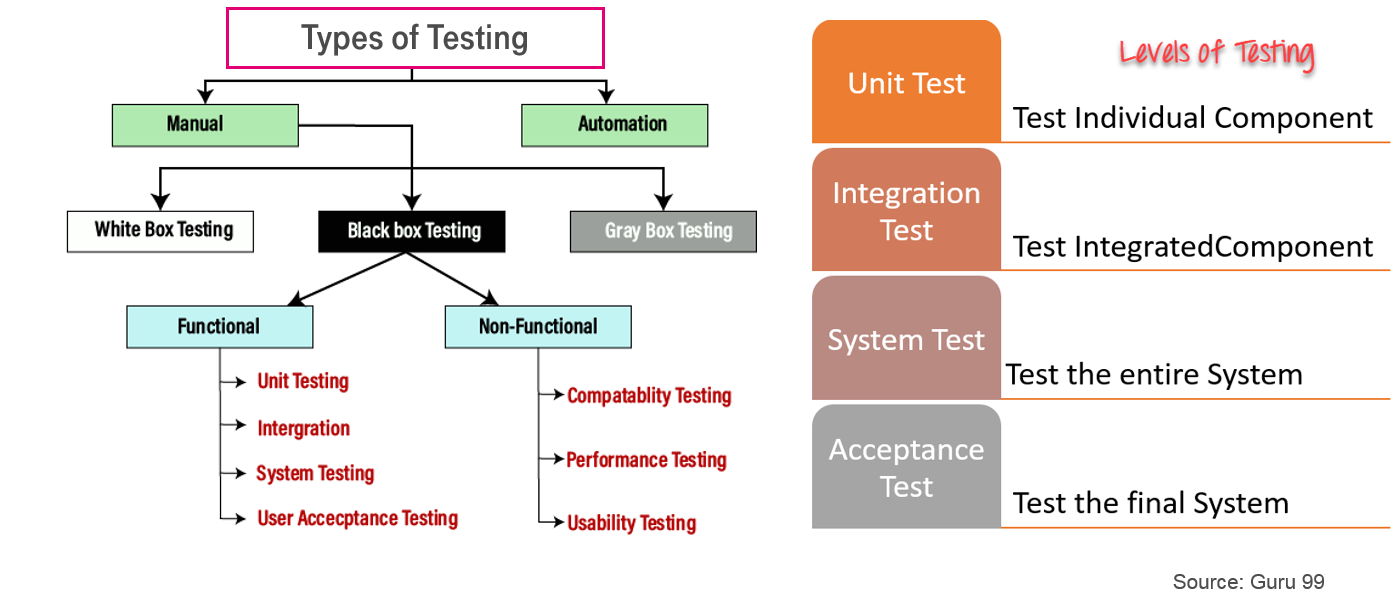 Types of Testing
Manual
Automation
White Box Testing
Black box Testing
Gray Box Testing
Functional
Non-Functional
Unit Testing
Intergration
System Testing
User Accecptance Testing
Compatablity Testing
Performance Testing
Usability Testing
Levels of Testing
Unit Test
Test Individual Component
Integration
Test
Test IntegratedComponent
System Test
Test the entire System
Acceptance
Test
Test the final System
Source: Guru 99